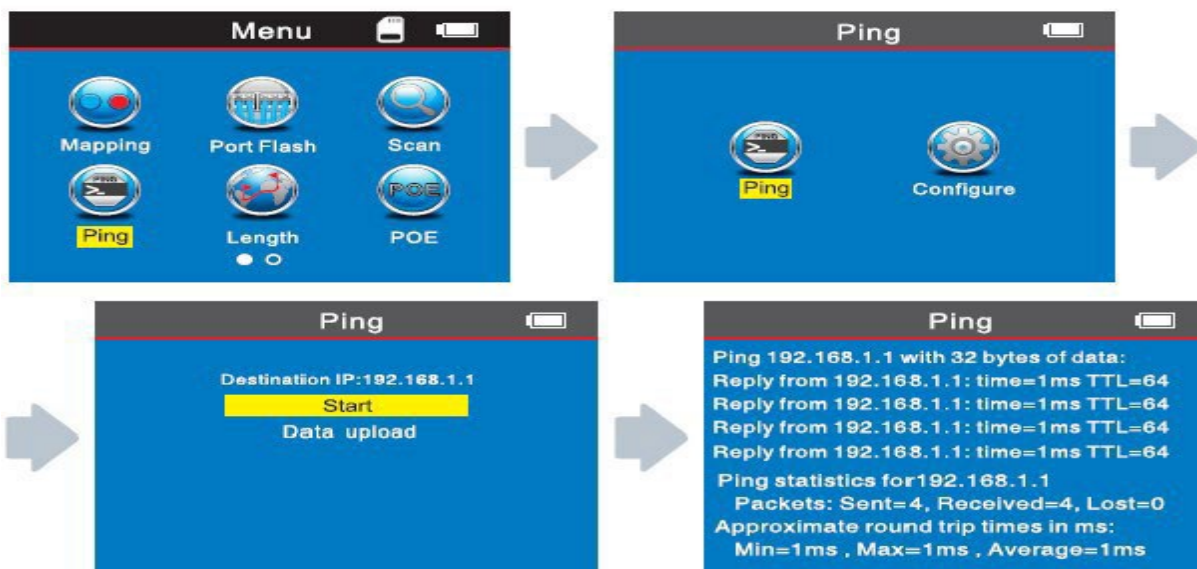 Menu
Mapping Port Flash Scan
Ping Length POE
Ping
PING
Ping Configure
Ping
Destinatiion IP:192.168.1.1
Start
Data upload
Ping
Ping 192.168.1.1 with 32 bytes of data:
Reply from 192.168.1.1: time=1ms TTL=64
Reply from 192.168.1.1: time=1ms TTL=64
Reply from 192.168.1.1: time=1ms TTL=64
Reply from 192.168.1.1: time=1ms TTL=64
Ping statistics for192.168.1.1
Packets: Sent=4, Received=4, Lost=0
Approximate round trip times in ms:
Min=1ms , Max=1ms , Average=1ms